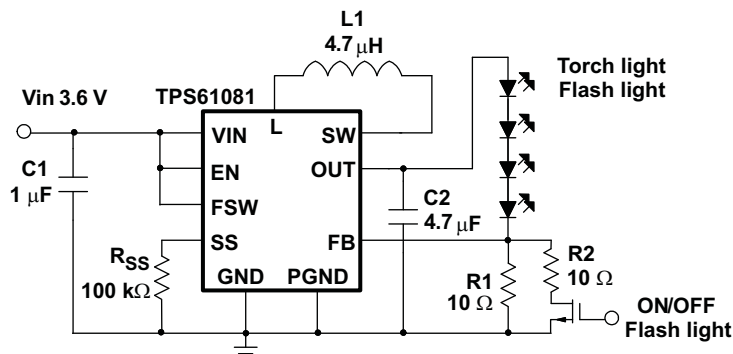 L1
4.7 μH
Torch light
Flash light
Vin 3.6 V
TPS61081
L
VIN
SW
EN
OUT
C1
1 μF
FSW
C2
4.7 μF
SS
FB
RSS
100 kΩ
GND
PGND
R1
10 Ω
R2
10 Ω
ON/OFF
Flash light